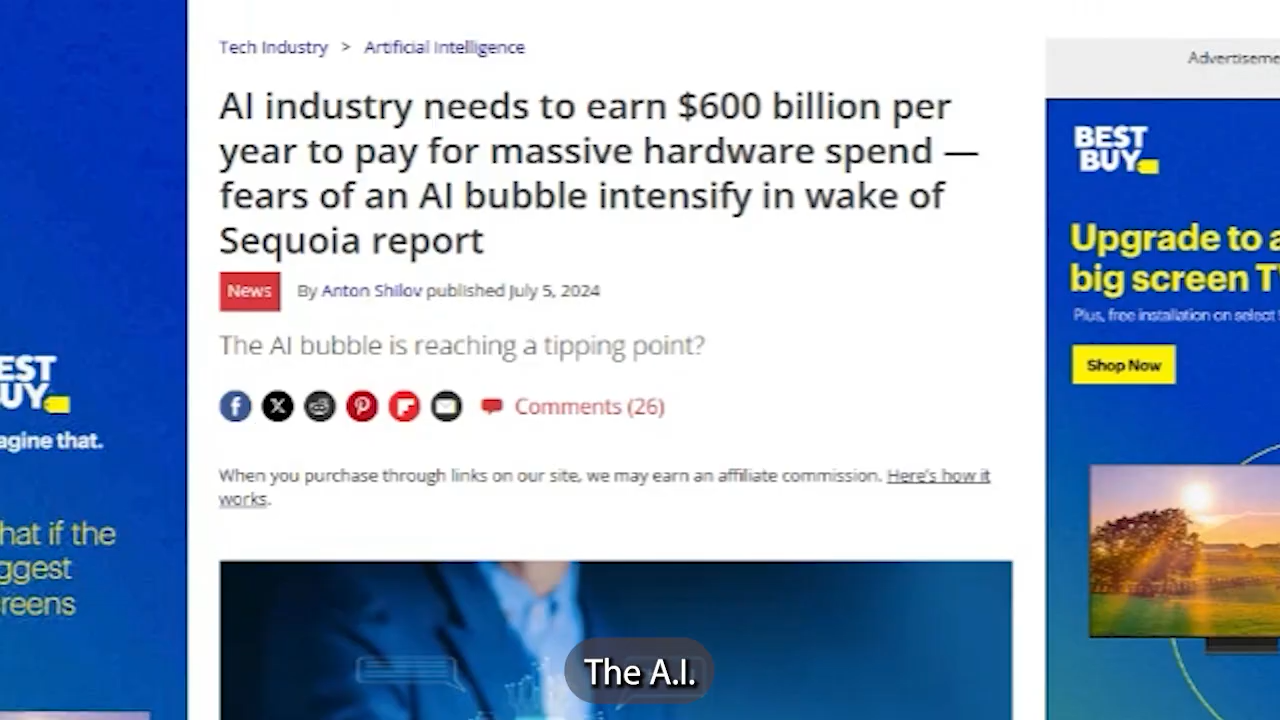 Tech Industry > Artificial Intelligence
AI industry needs to earn $600 billion per
year to pay for massive hardware spend —
fears of an AI bubble intensify in wake of
Sequoia report
News By Anton Shilov published July 5, 2024
The AI bubble is reaching a tipping point?
Comments (26)
When you purchase through links on our site, we may earn an affiliate commission. Here's how it
works.
The A.I.
EST
UY
agine that.
hat if the
ggest
reens
Advertiseme
BEST
BUY
Upgrade to a
big screen T
Plus, free installation on select
Shop Now